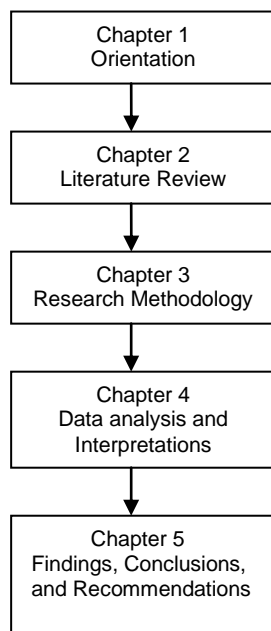 Chapter 1
Orientation
Chapter 2
Literature Review
Chapter 3
Research Methodology
Chapter 4
Data analysis and
Interpretations
Chapter 5
Findings, Conclusions,
and Recommendations